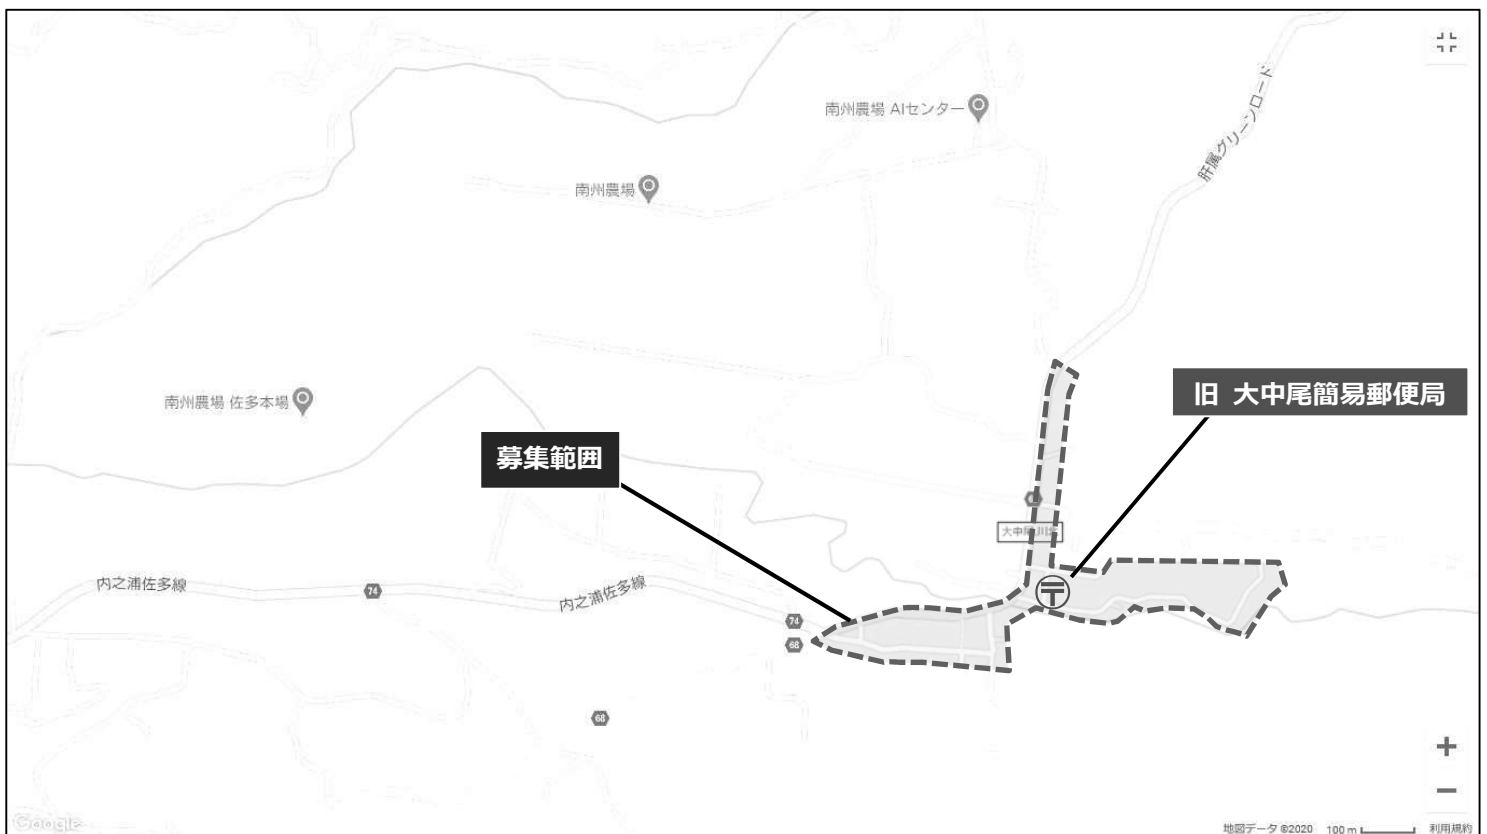 南州農場 AIセンター
肝属グリーンロード
南州農場
旧 大中尾簡易郵便局
南州農場 佐多本場
募集範囲
内之浦佐多線
74
内之浦佐多線
74
68
68
Google
地図データ ©2020
100 m
利用規約